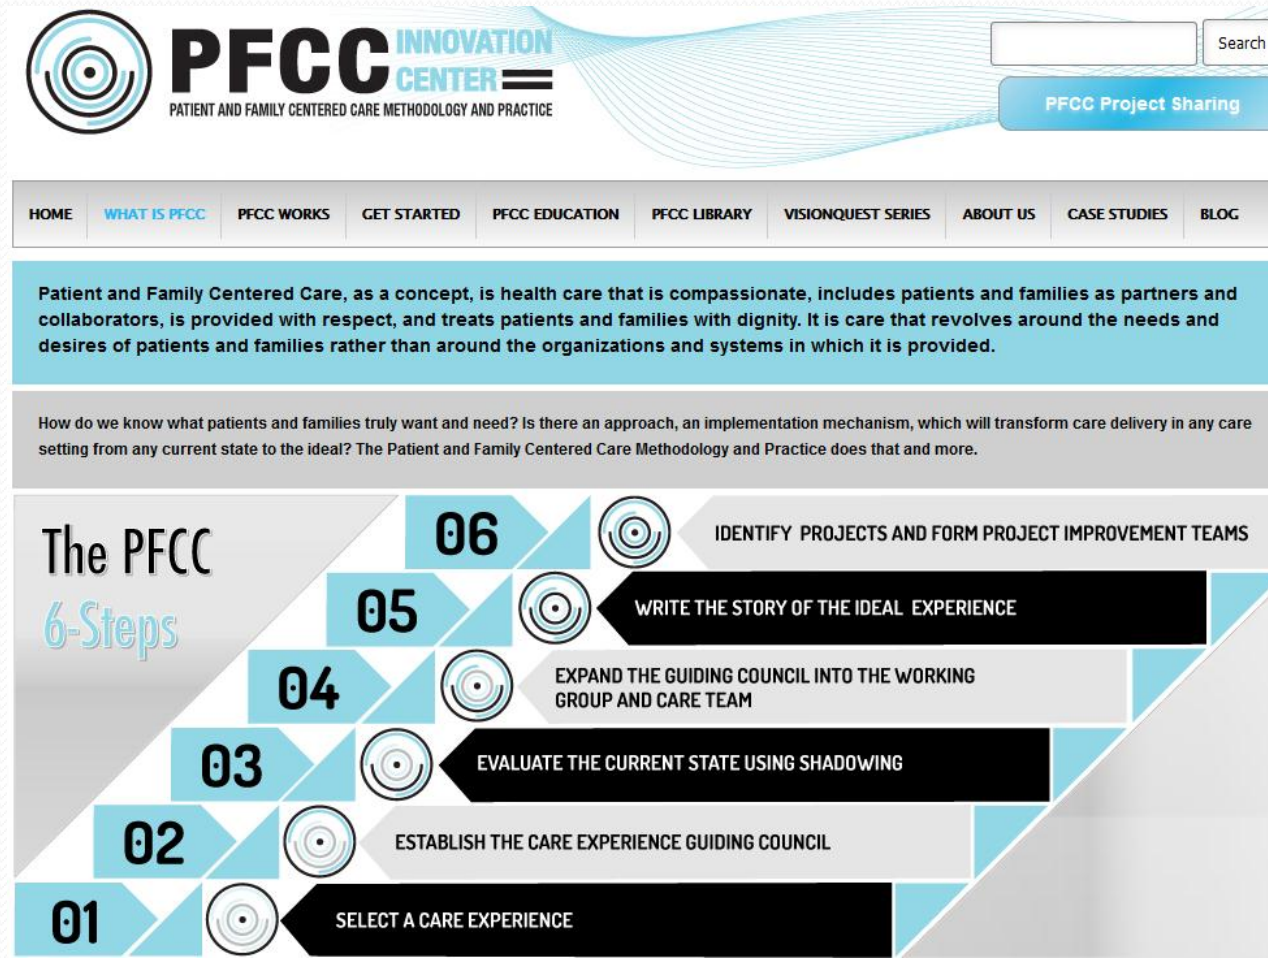 PFCC INNOVATION
CENTER
PATIENT AND FAMILY CENTERED CARE METHODOLOGY AND PRACTICE
Search
PFCC Project Sharing
HOME WHAT IS PFCC PFCC WORKS GET STARTED PFCC EDUCATION PFCC LIBRARY VISIONQUEST SERIES ABOUT US CASE STUDIES BLOG
Patient and Family Centered Care, as a concept, is health care that is compassionate, includes patients and families as partners and
collaborators, is provided with respect, and treats patients and families with dignity. It is care that revolves around the needs and
desires of patients and families rather than around the organizations and systems in which it is provided.
How do we know what patients and families truly want and need? Is there an approach, an implementation mechanism, which will transform care delivery in any care
setting from any current state to the ideal? The Patient and Family Centered Care Methodology and Practice does that and more.
The PFCC
6-Steps
06 IDENTIFY PROJECTS AND FORM PROJECT IMPROVEMENT TEAMS
05 WRITE THE STORY OF THE IDEAL EXPERIENCE
04 EXPAND THE GUIDING COUNCIL INTO THE WORKING
GROUP AND CARE TEAM
03 EVALUATE THE CURRENT STATE USING SHADOWING
02 ESTABLISH THE CARE EXPERIENCE GUIDING COUNCIL
01 SELECT A CARE EXPERIENCE